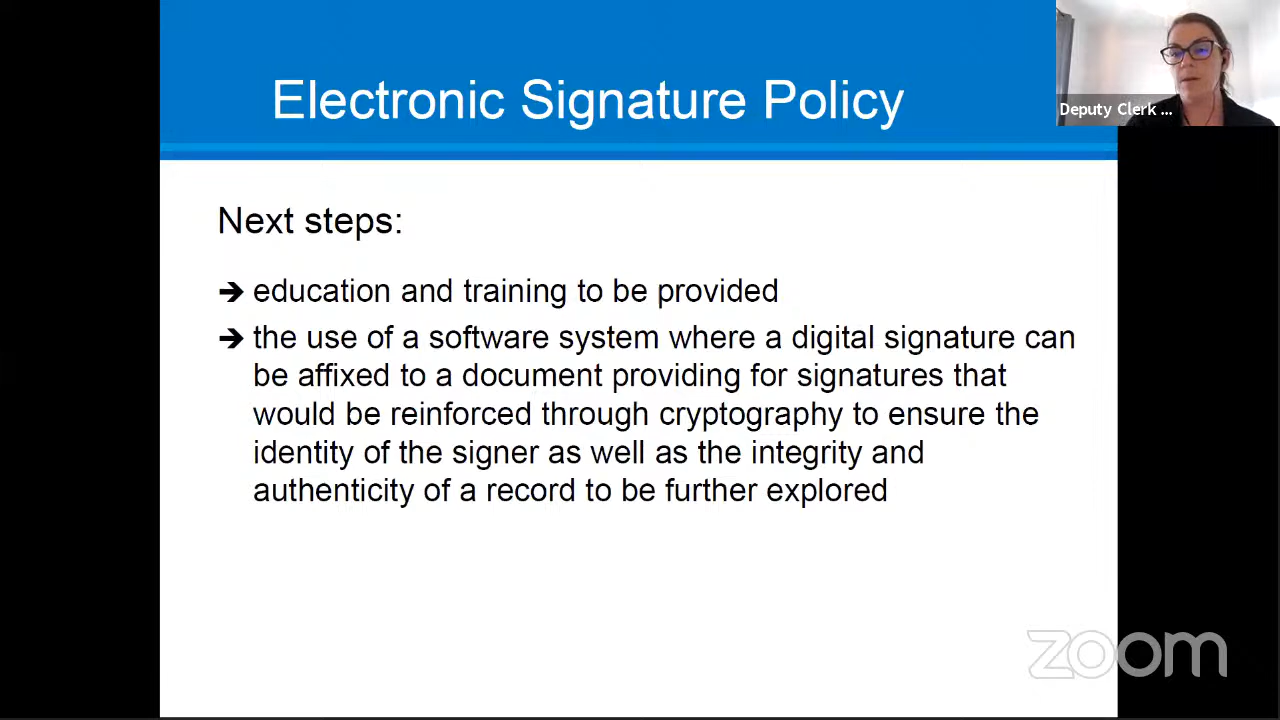 Electronic Signature Policy
Deputy Clerk ...
Next steps:
➔ education and training to be provided
➔ the use of a software system where a digital signature can
be affixed to a document providing for signatures that
would be reinforced through cryptography to ensure the
identity of the signer as well as the integrity and
authenticity of a record to be further explored
zoom